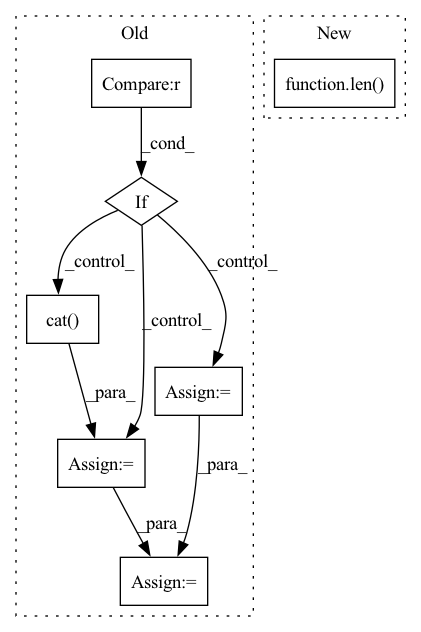 Old
New
Compare:r
function.len()
_cond_
If
_control_
_control_
_control_
cat()
_para_
Assign:=
Assign:=
_para_
_para_
Assign:=